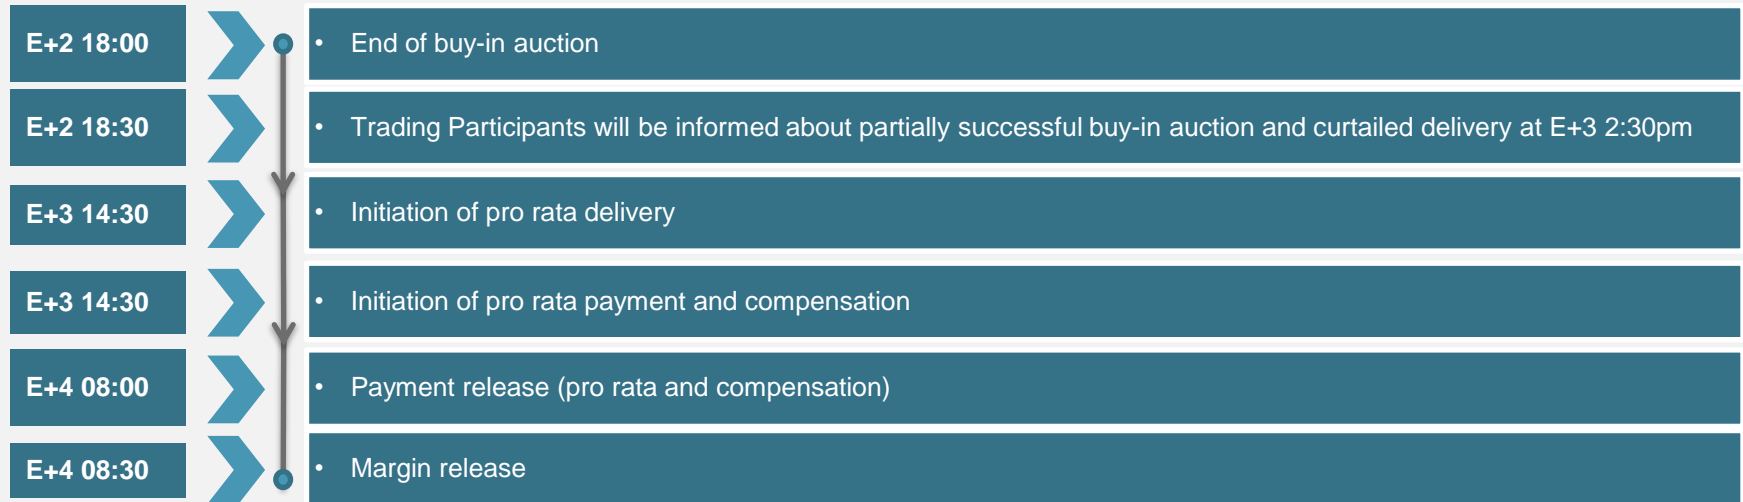 E+2 18:00
• End of buy-in auction
E+2 18:30
• Trading Participants will be informed about partially successful buy-in auction and curtailed delivery at E+3 2:30pm
E+3 14:30
• Initiation of pro rata delivery
E+3 14:30
• Initiation of pro rata payment and compensation
E+4 08:00
• Payment release (pro rata and compensation)
E+4 08:30
• Margin release